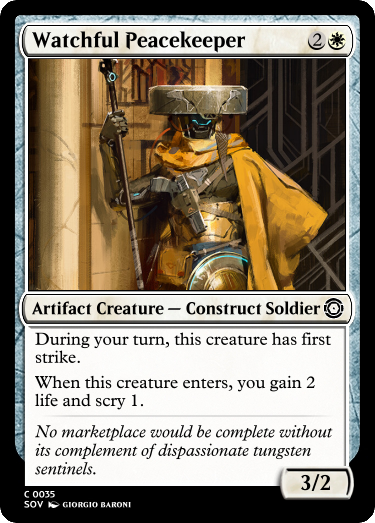 Watchful Peacekeeper 2
Artifact Creature — Construct Soldier
During your turn, this creature has first
strike.
When this creature enters, you gain 2
life and scry 1.
No marketplace would be complete without
its complement of dispassionate tungsten
sentinels.
3/2
C 0035
SOV GIORGIO BARONI